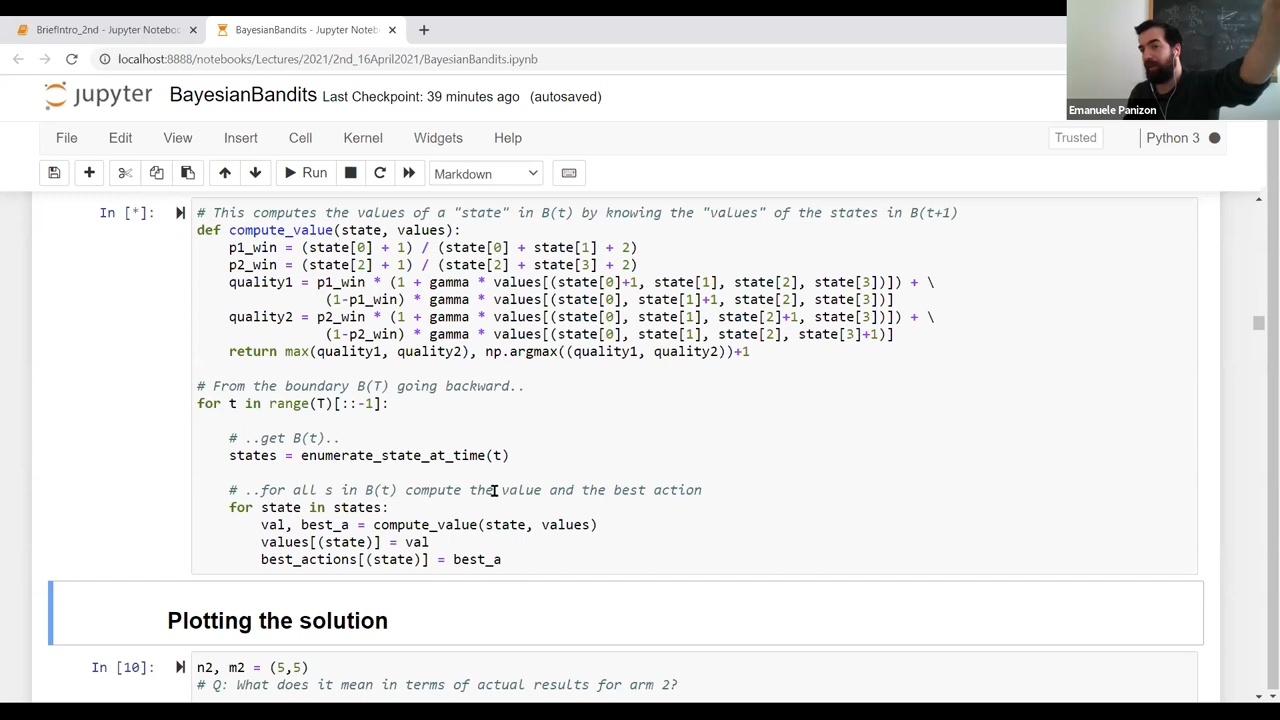 BriefIntro_2nd - Jupyter Noteboo
BayesianBandits - Jupyter Noteb
localhost:8888/notebooks/Lectures/2021/2nd_16April2021/BayesianBandits.ipynb
Emanuele Panizon
jupyter BayesianBandits Last Checkpoint: 39 minutes ago (autosaved)
File Edit View Insert Cell Kernel Widgets Help
Trusted Python 3
Run Markdown
In [*]:
# This computes the values of a "state" in B(t) by knowing the "values" of the states in B(t+1)
def compute_value(state, values):
p1_win = (state[0] + 1) / (state[0] + state[1] + 2)
p2_win = (state[2] + 1) / (state[2] + state[3] + 2)
quality1 = p1_win * (1 + gamma * values[(state[0]+1, state[1], state[2], state[3])]) + \
(1-p1_win) * gamma * values[(state[0], state[1]+1, state[2], state[3])]
quality2 = p2_win * (1 + gamma * values[(state[0], state[1], state[2]+1, state[3])]) + \
(1-p2_win) * gamma * values[(state[0], state[1], state[2], state[3]+1)]
return max(quality1, quality2), np.argmax((quality1, quality2))+1
# From the boundary B(T) going backward..
for t in range(T)[::-1]:
# ..get B(t)..
states = enumerate_state_at_time(t)
# ..for all s in B(t) compute the value and the best action
for state in states:
val, best_a = compute_value(state, values)
values[(state)] = val
best_actions[(state)] = best_a
Plotting the solution
In [10]:
n2, m2 = (5,5)
# Q: What does it mean in terms of actual results for arm 2?